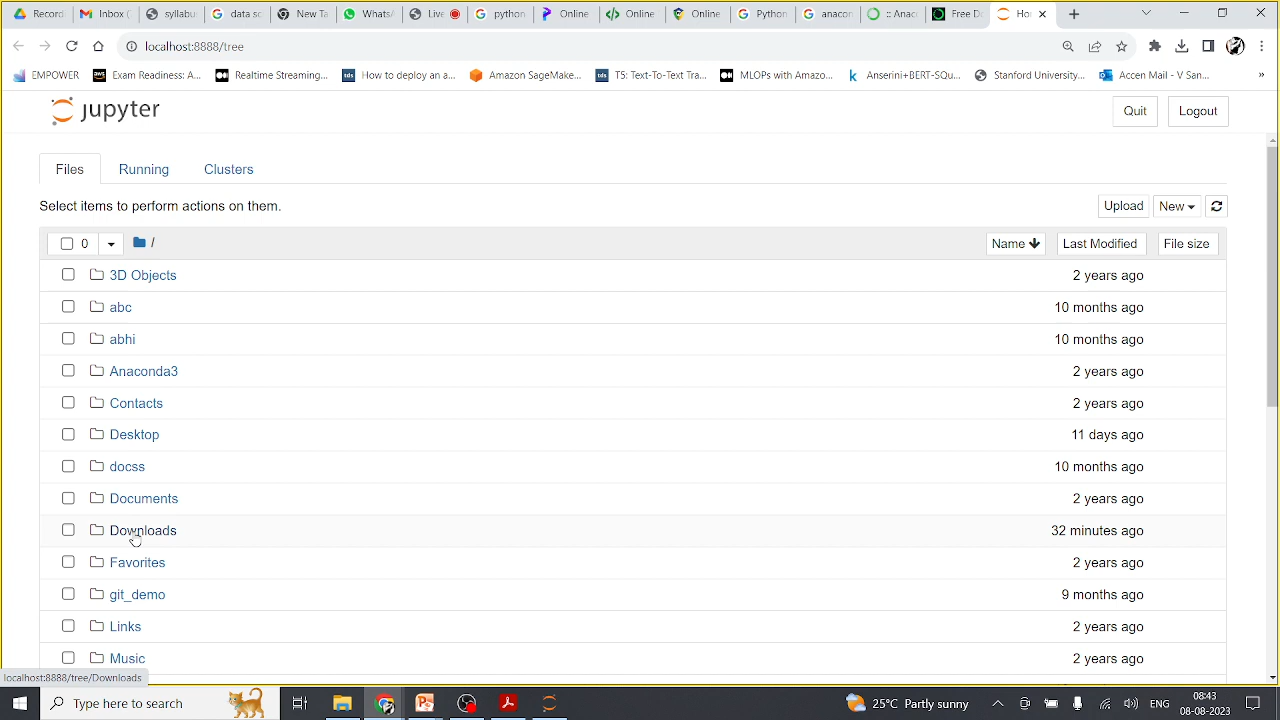 Record
Inbox (
syllabu
data sc
New Ta
WhatsA
Live
python
Online
Online
Online
Python
anacon
:: Anac
Free Do
Ho
localhost:8888/tree
EMPOWER
Exam Readiness: A...
Realtime Streaming...
How to deploy an a...
Amazon SageMake...
T5: Text-To-Text Tra...
MLOPs with Amazo...
Anserini+BERT-SQu...
Stanford University...
Accen Mail - V San...
»
jupyter
Quit
Logout
Files
Running
Clusters
Select items to perform actions on them.
Upload
New
0
/
Name
Last Modified
File size
3D Objects 2 years ago
abc 10 months ago
abhi 10 months ago
Anaconda3 2 years ago
Contacts 2 years ago
Desktop 11 days ago
docss 10 months ago
Documents 2 years ago
Downloads 32 minutes ago
Favorites 2 years ago
git_demo 9 months ago
Links 2 years ago
Music 2 years ago
localhost:8888/tree/Downloads
Type here to search
25°C Partly sunny
ENG
08:43
08-08-2023